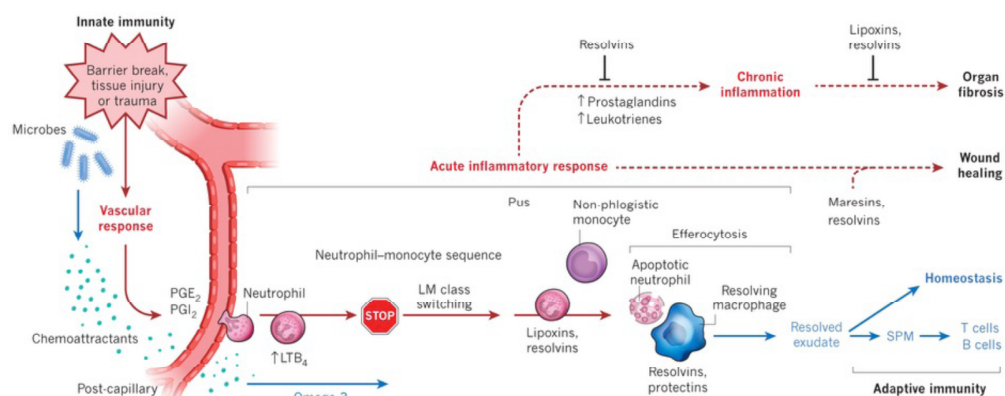 Innate immunity
Barrier break,
tissue injury
or trauma
Microbes
Vascular
response
PGE₂
PGI₂
Chemoattractants
Post-capillary
Neutrophil
↑LTB₄
Neutrophil–monocyte sequence
STOP
LM class
switching
Acute inflammatory response
Resolvins
↑Prostaglandins
↑Leukotrienes
Chronic
inflammation
Lipoxins,
resolvins
Organ
fibrosis
Wound
healing
Maresins,
resolvins
Pus
Non-phlogistic
monocyte
Lipoxins,
resolvins
Efferocytosis
Apoptotic
neutrophil
Resolving
macrophage
Resolvins,
protectins
Resolved
exudate
Homeostasis
SPM
T cells
B cells
Adaptive immunity